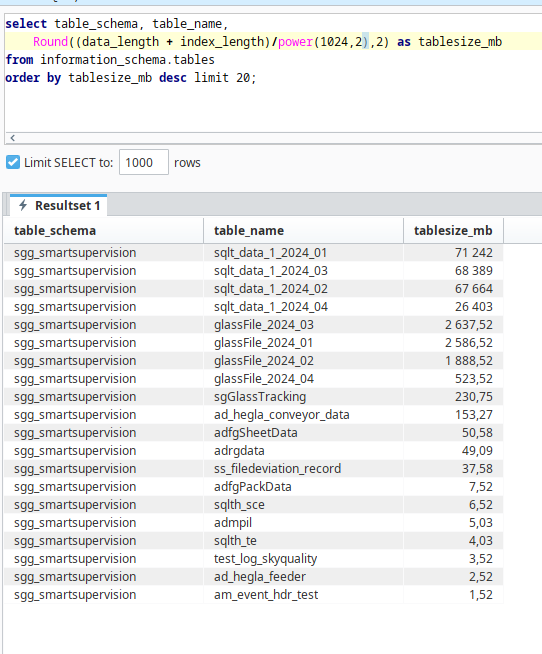 select table_schema, table_name,
Round((data_length + index_length)/power(1024,2),2) as tablesize_mb
from information_schema.tables
order by tablesize_mb desc limit 20;
Limit SELECT to: 1000 rows
Resultset 1
table_schema table_name tablesize_mb
sgg_smartsupervision sqlt_data_1_2024_01 71 242
sgg_smartsupervision sqlt_data_1_2024_03 68 389
sgg_smartsupervision sqlt_data_1_2024_02 67 664
sgg_smartsupervision sqlt_data_1_2024_04 26 403
sgg_smartsupervision glassFile_2024_03 2 637,52
sgg_smartsupervision glassFile_2024_01 2 586,52
sgg_smartsupervision glassFile_2024_02 1 888,52
sgg_smartsupervision glassFile_2024_04 523,52
sgg_smartsupervision sgGlassTracking 230,75
sgg_smartsupervision ad_hegla_conveyor_data 153,27
sgg_smartsupervision adfgSheetData 50,58
sgg_smartsupervision adrgdata 49,09
sgg_smartsupervision ss_filedeviation_record 37,58
sgg_smartsupervision adfgPackData 7,52
sgg_smartsupervision sqlth_sce 6,52
sgg_smartsupervision admpil 5,03
sgg_smartsupervision sqlth_te 4,03
sgg_smartsupervision test_log_skyquality 3,52
sgg_smartsupervision ad_hegla_feeder 2,52
sgg_smartsupervision am_event_hdr_test 1,52